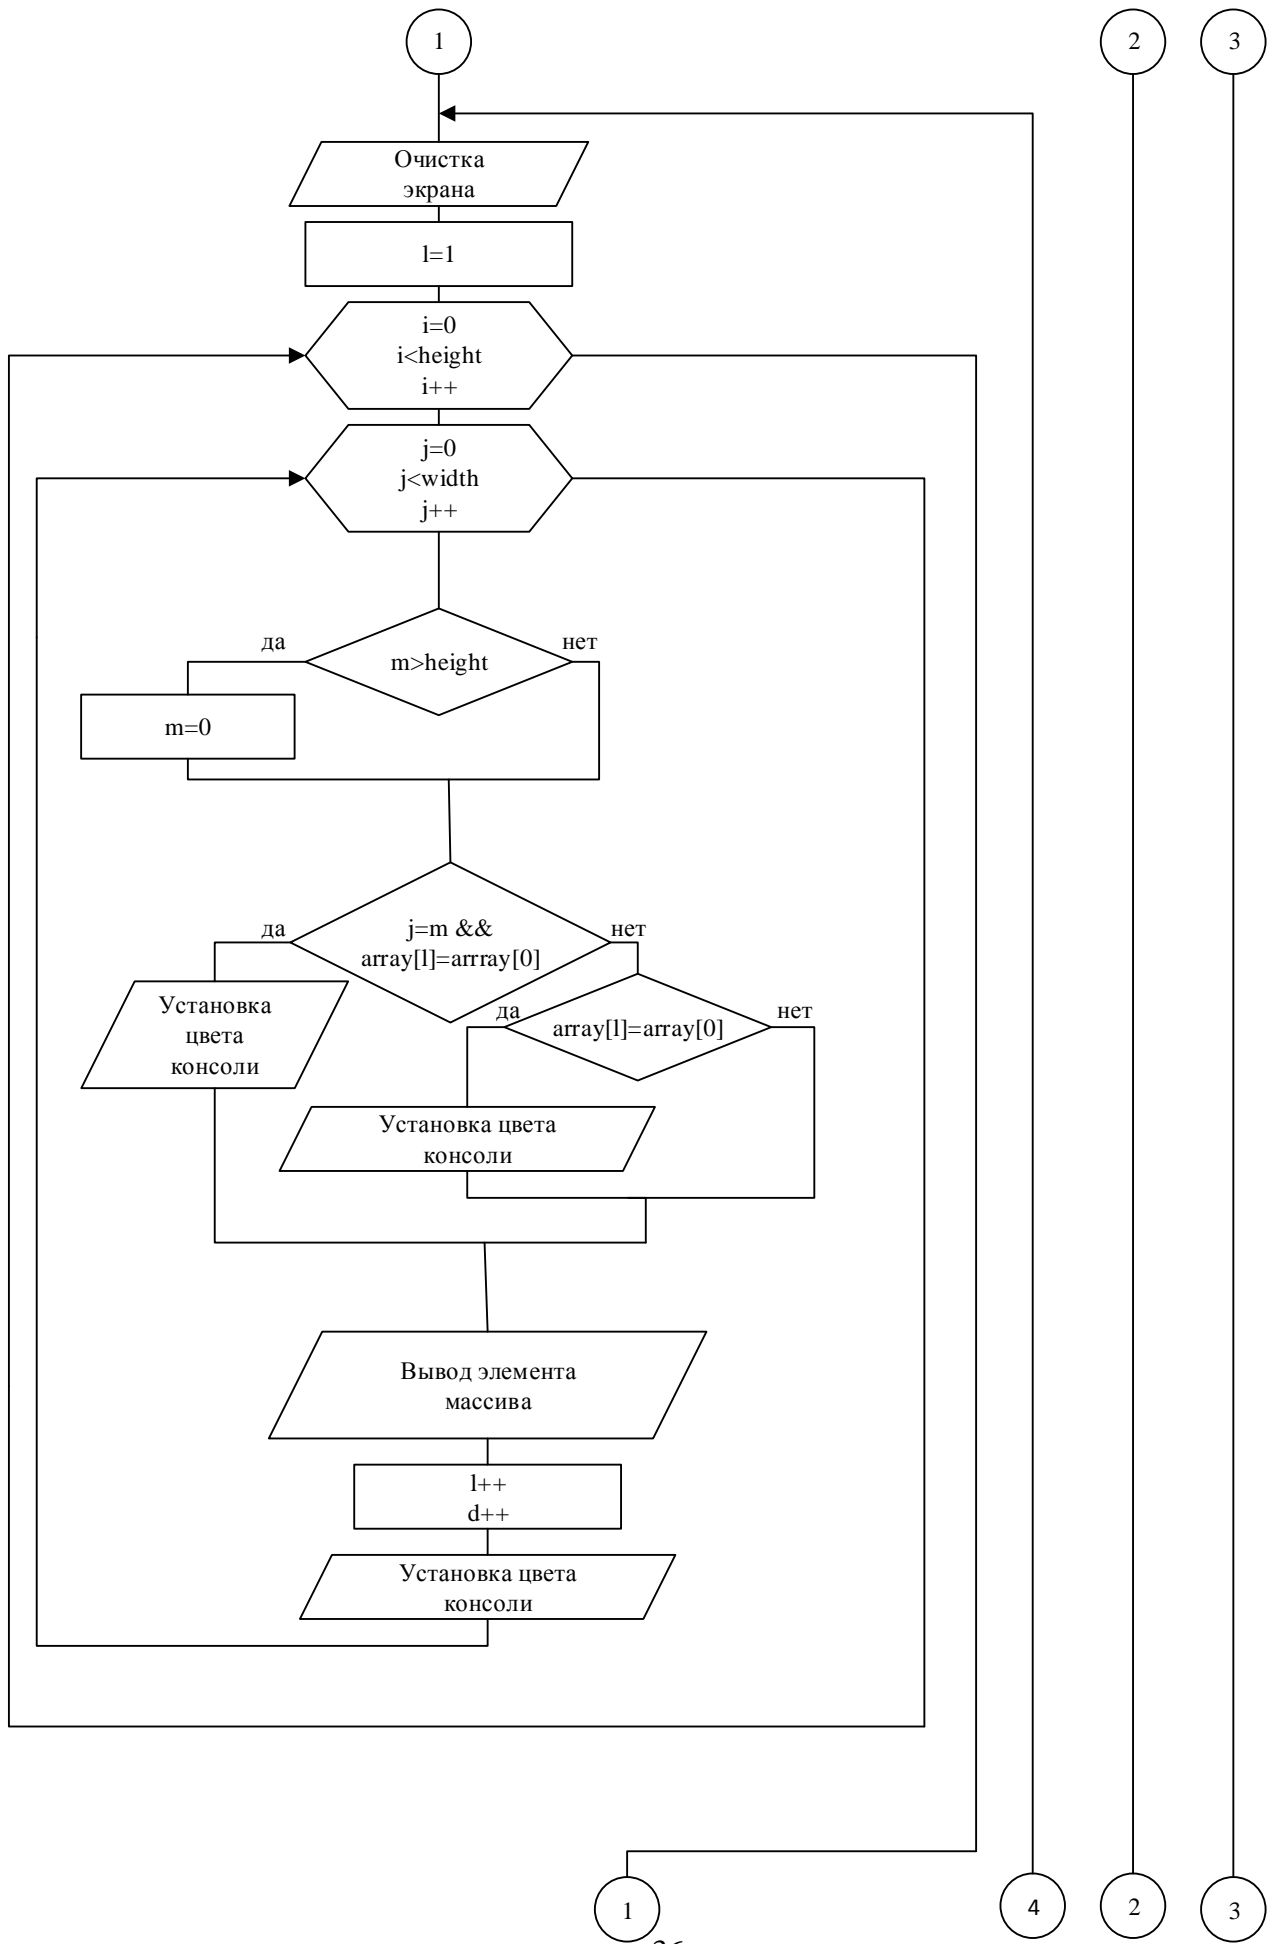 1
2
3
Очистка
экрана
l=1
i=0
i<height
i++
j=0
j<width
j++
да
нет
m>height
m=0
да
нет
j=m &&
array[l]=arrray[0]
Установка
цвета
консоли
да
нет
array[l]=array[0]
Установка цвета
консоли
Вывод элемента
массива
l++
d++
Установка цвета
консоли
1
4
2
3